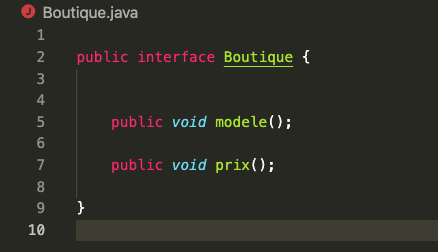 Boutique.java
1
2 public interface Boutique {
3
4
5 public void modele();
6
7 public void prix();
8
9 }
10